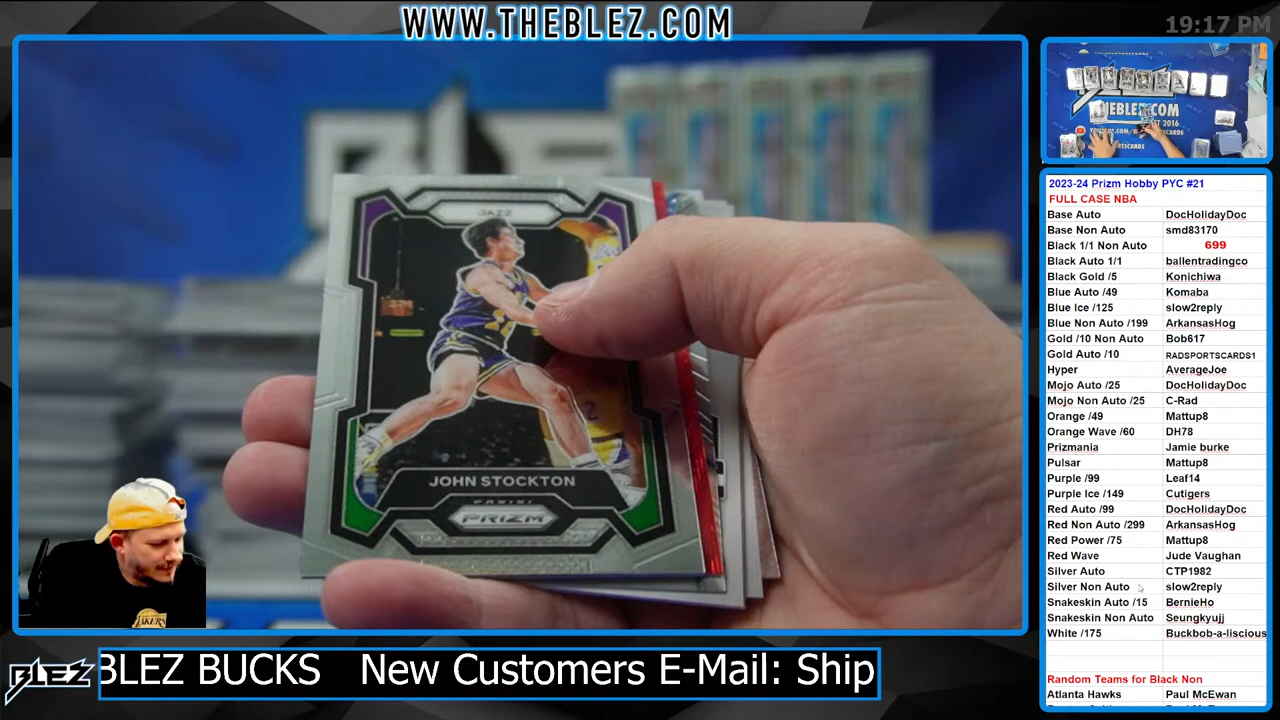 WWW.THEBLEZ.COM
19:17 PM
JAZZ
JOHN STOCKTON
PANINI
PRIZM
THEBLEZ.COM
2023-24 Prizm Hobby PYC #21
FULL CASE NBA
Base Auto DocHolidayDoc
Base Non Auto smd83170
Black 1/1 Non Auto 699
Black Auto 1/1 ballentradingco
Black Gold /5 Konichiwa
Blue Auto /49 Komaba
Blue ice /125 slow2reply
Blue Non Auto /199 ArkansasHog
Gold /10 Non Auto Bob617
Gold Auto /10 RADSPORTSCARDS1
Hyper AverageJoe
Mojo Auto /25 DocHolidayDoc
Mojo Non Auto /25 C-Rad
Orange /49 Mattup8
Orange Wave /60 DH78
Prizmania Jamie burke
Pulsar Mattup8
Purple /99 Leaf14
Purple Ice /149 Cutigers
Red Auto /99 DocHolidayDoc
Red Non Auto /299 ArkansasHog
Red Power /75 Mattup8
Red Wave Jude Vaughan
Silver Auto CTP1982
Silver Non Auto slow2reply
Snakeskin Auto /15 BernieHo
Snakeskin Non Auto Seungkyujj
White /175 Buckbob-a-liscious
Random Teams for Black Non
Atlanta Hawks Paul McEwan
LAKERS
BLEZ
BLEZ BUCKS New Customers E-Mail: Ship